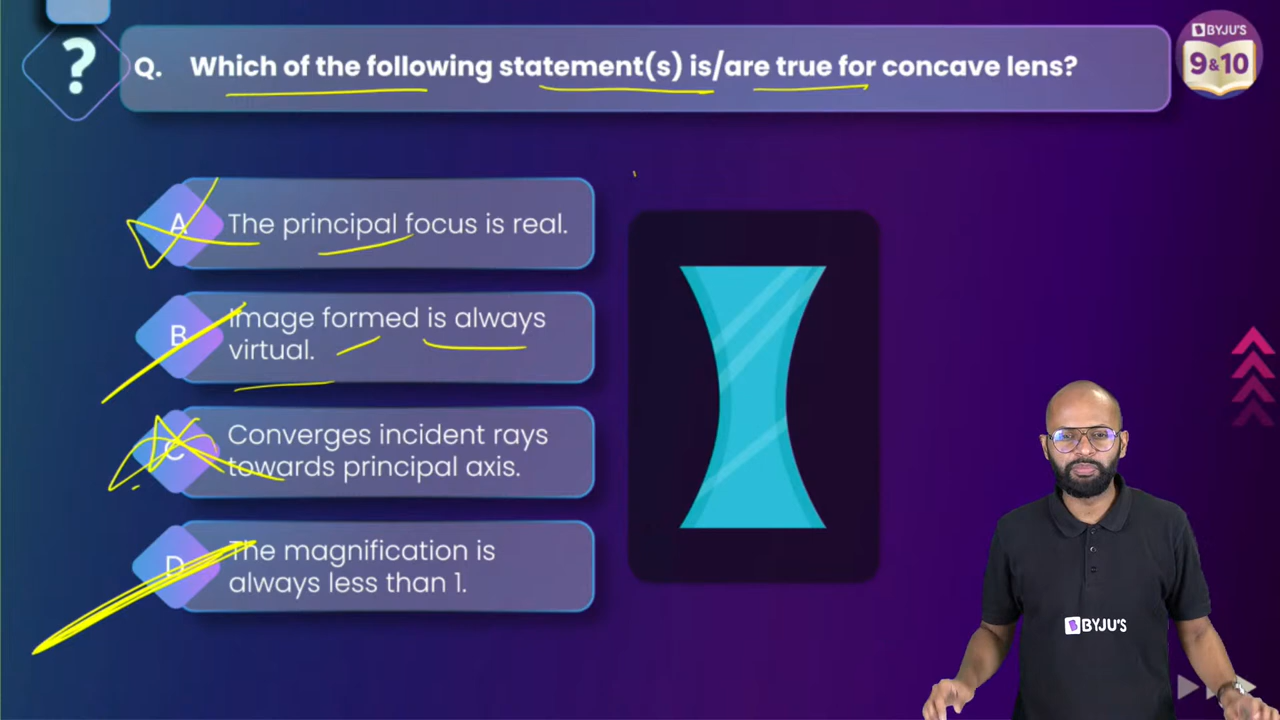 ?
Q. Which of the following statement(s) is/are true for concave lens?
BYJU'S
9 & 10
A The principal focus is real.
B Image formed is always
virtual.
C Converges incident rays
towards principal axis.
D The magnification is
always less than 1.
BYJU'S